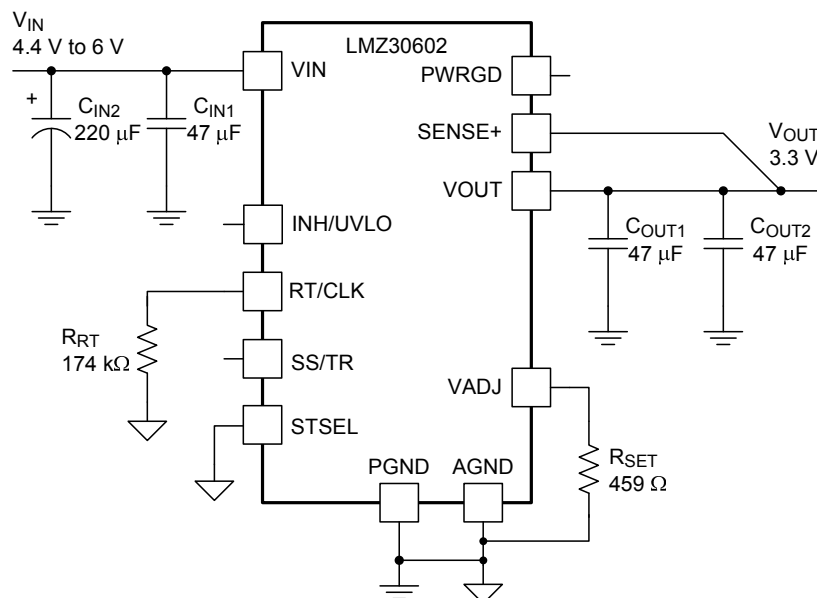 VIN
4.4 V to 6 V
LMZ30602
VIN
PWRGD
+
CIN2
220 μF
CIN1
47 μF
SENSE+
VOUT
3.3 V
VOUT
INH/UVLO
COUT1
47 μF
COUT2
47 μF
RT/CLK
RRT
174 kΩ
SS/TR
VADJ
STSEL
PGND
AGND
RSET
459 Ω